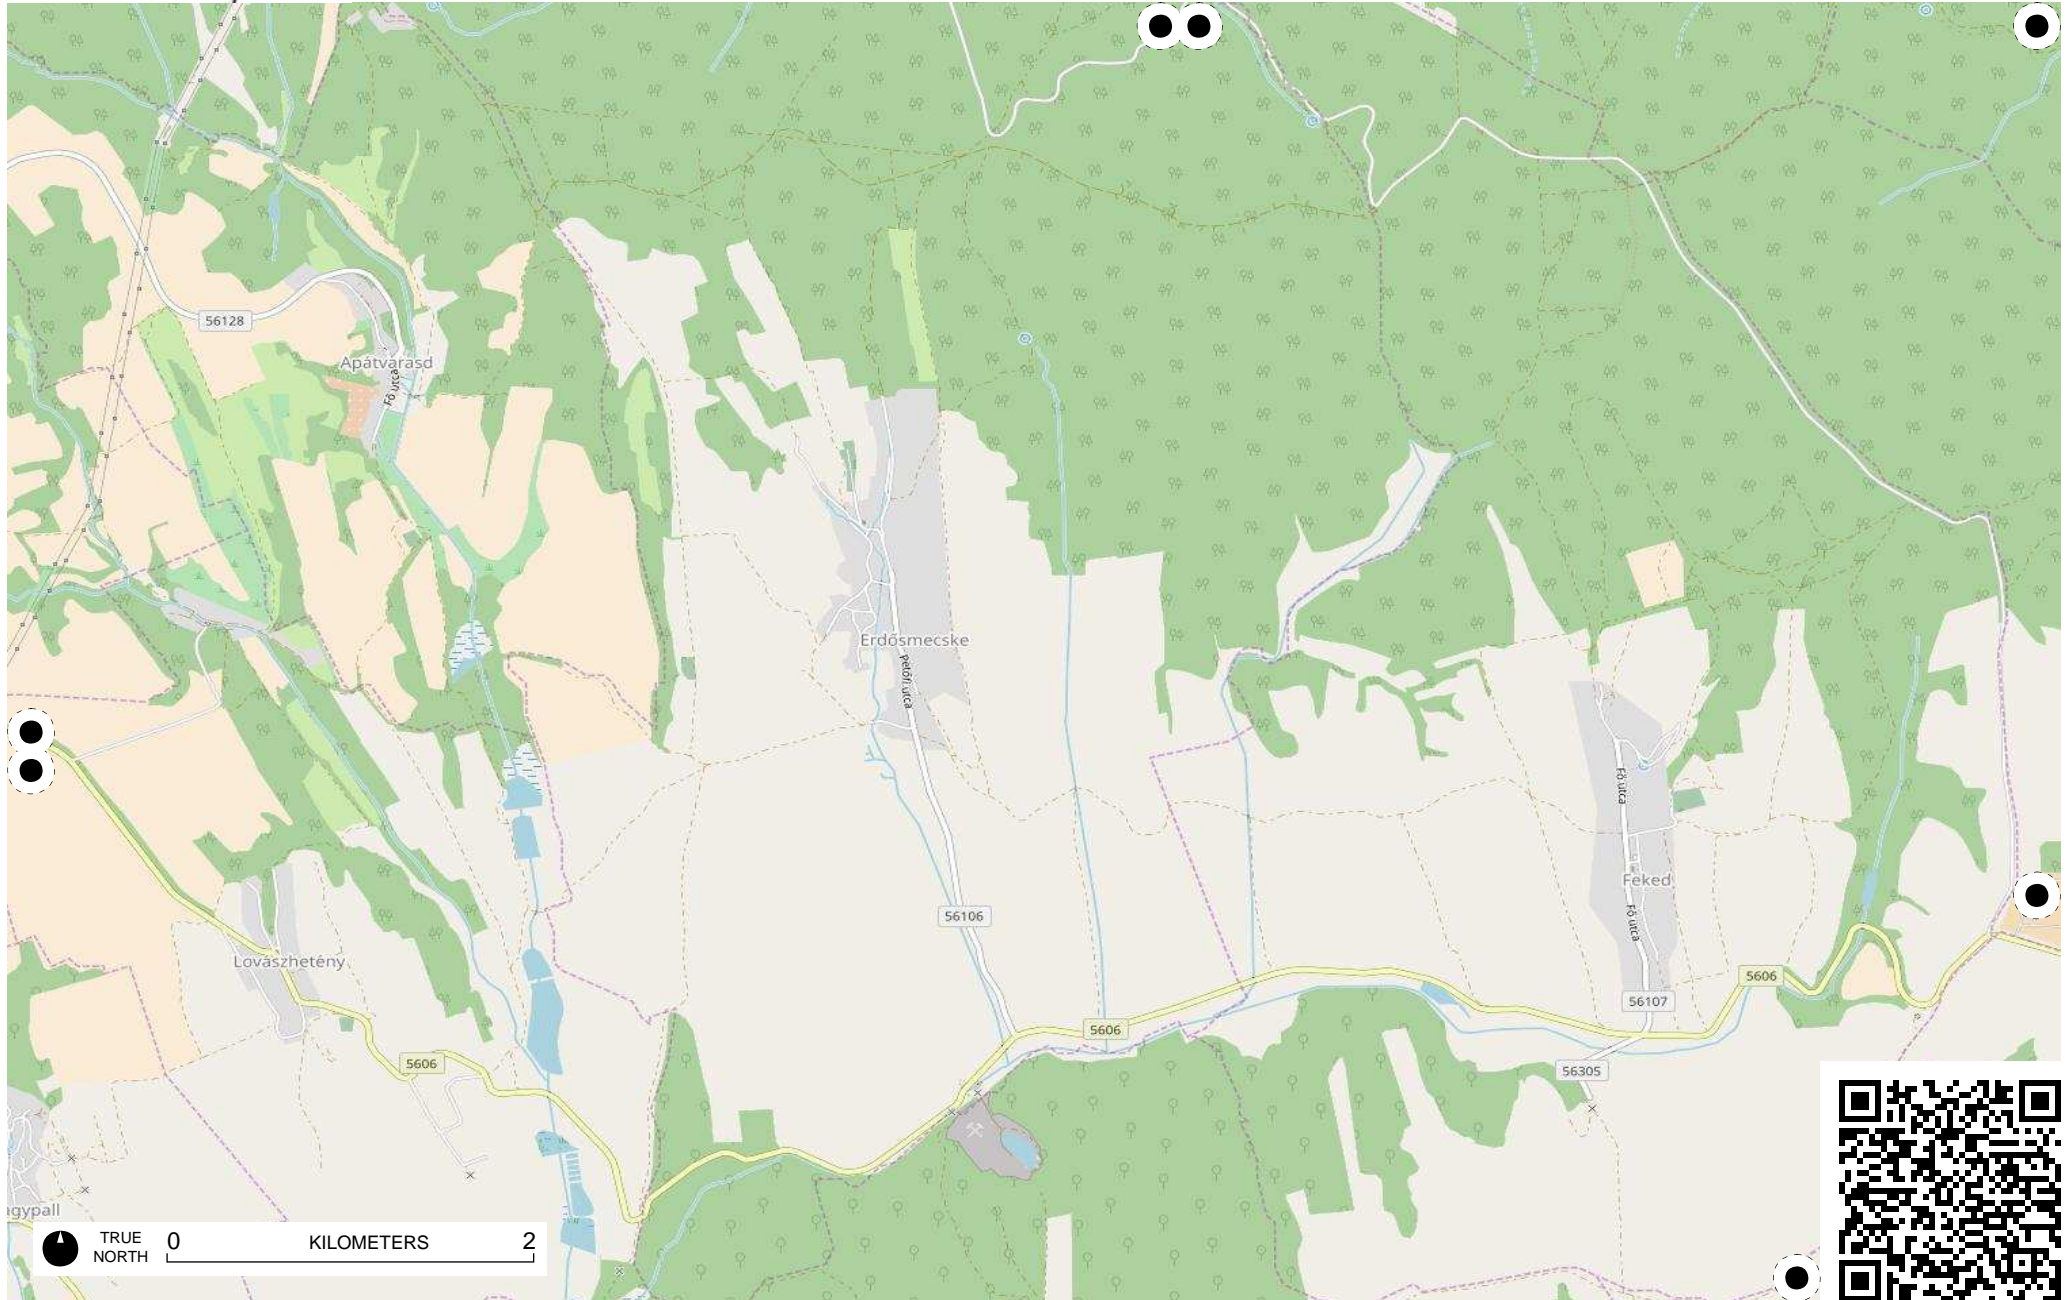 56128
Apátvarasd
Fő utca
Erdősmecske
Petőfi utca
Fő utca
Feked
56106
Fő utca
Lovászhetény
5606
56107
5606
5606
56305
agypall
TRUE
NORTH
0
KILOMETERS
2